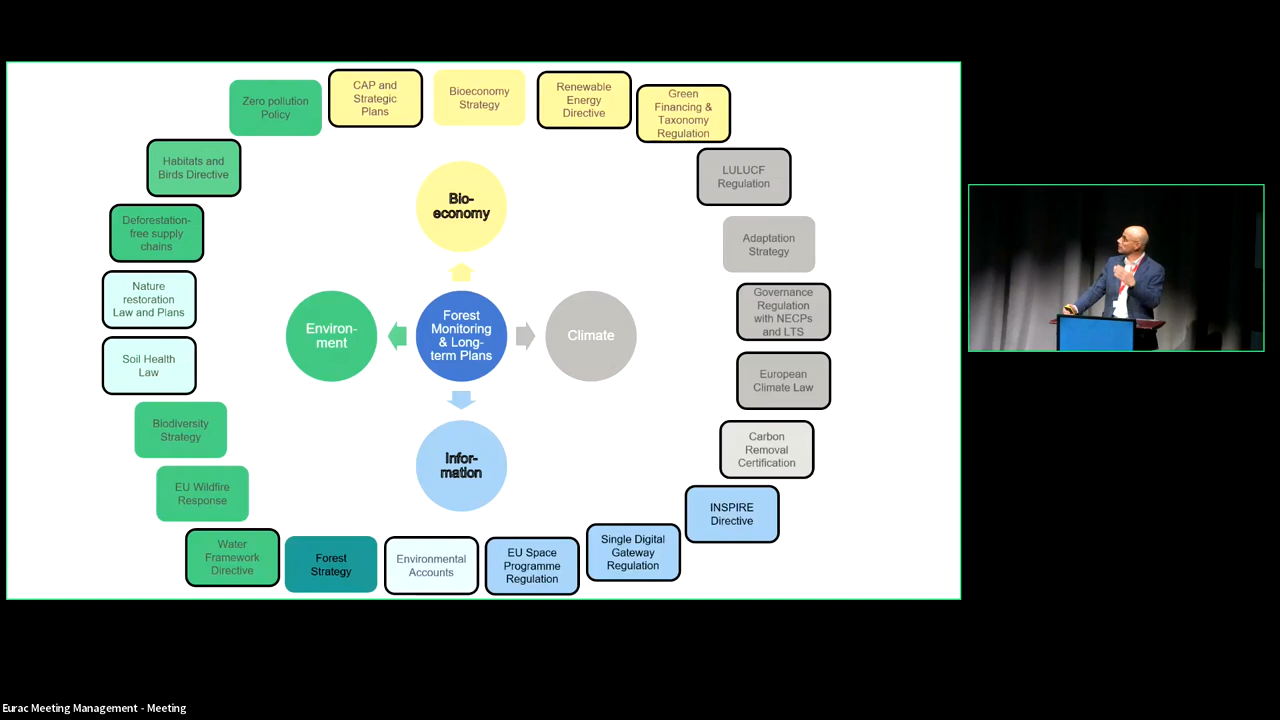 Zero pollution
Policy
CAP and
Strategic
Plans
Bioeconomy
Strategy
Renewable
Energy
Directive
Green
Financing &
Taxonomy
Regulation
Habitats and
Birds Directive
LULUCF
Regulation
Deforestation-
free supply
chains
Adaptation
Strategy
Nature
restoration
Law and Plans
Governance
Regulation
with NECPs
and LTS
Soil Health
Law
European
Climate Law
Biodiversity
Strategy
Carbon
Removal
Certification
EU Wildfire
Response
INSPIRE
Directive
Water
Framework
Directive
Forest
Strategy
Environmental
Accounts
EU Space
Programme
Regulation
Single Digital
Gateway
Regulation
Bio-
economy
Environ-
ment
Forest
Monitoring
& Long-
term Plans
Climate
Infor-
mation
Eurac Meeting Management - Meeting